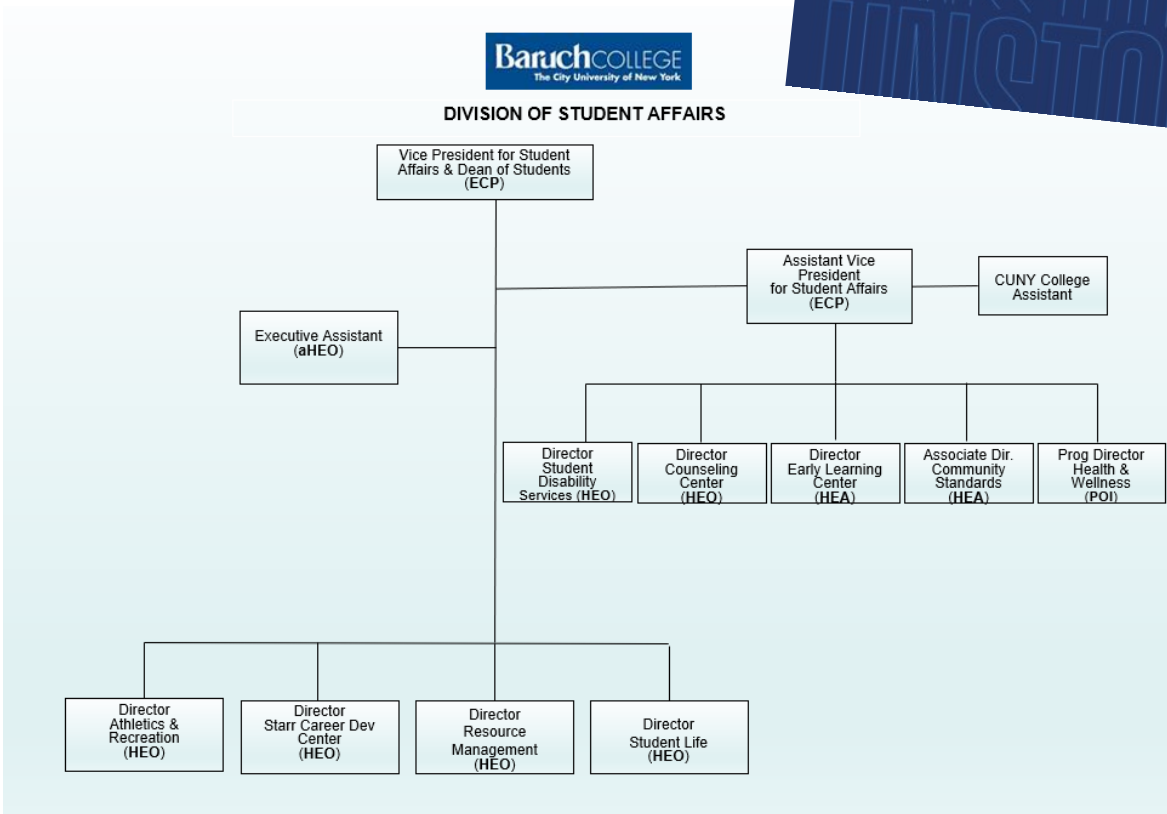 Baruch COLLEGE
The City University of New York
DIVISION OF STUDENT AFFAIRS
Vice President for Student
Affairs & Dean of Students
(ECP)
Assistant Vice
President
for Student Affairs
(ECP)
CUNY College
Assistant
Executive Assistant
(aHEO)
Director
Student
Disability
Services (HEO)
Director
Counseling
Center
(HEO)
Director
Early Learning
Center
(HEA)
Associate Dir.
Community
Standards
(HEA)
Prog Director
Health &
Wellness
(POI)
Director
Athletics &
Recreation
(HEO)
Director
Starr Career Dev
Center
(HEO)
Director
Resource
Management
(HEO)
Director
Student Life
(HEO)